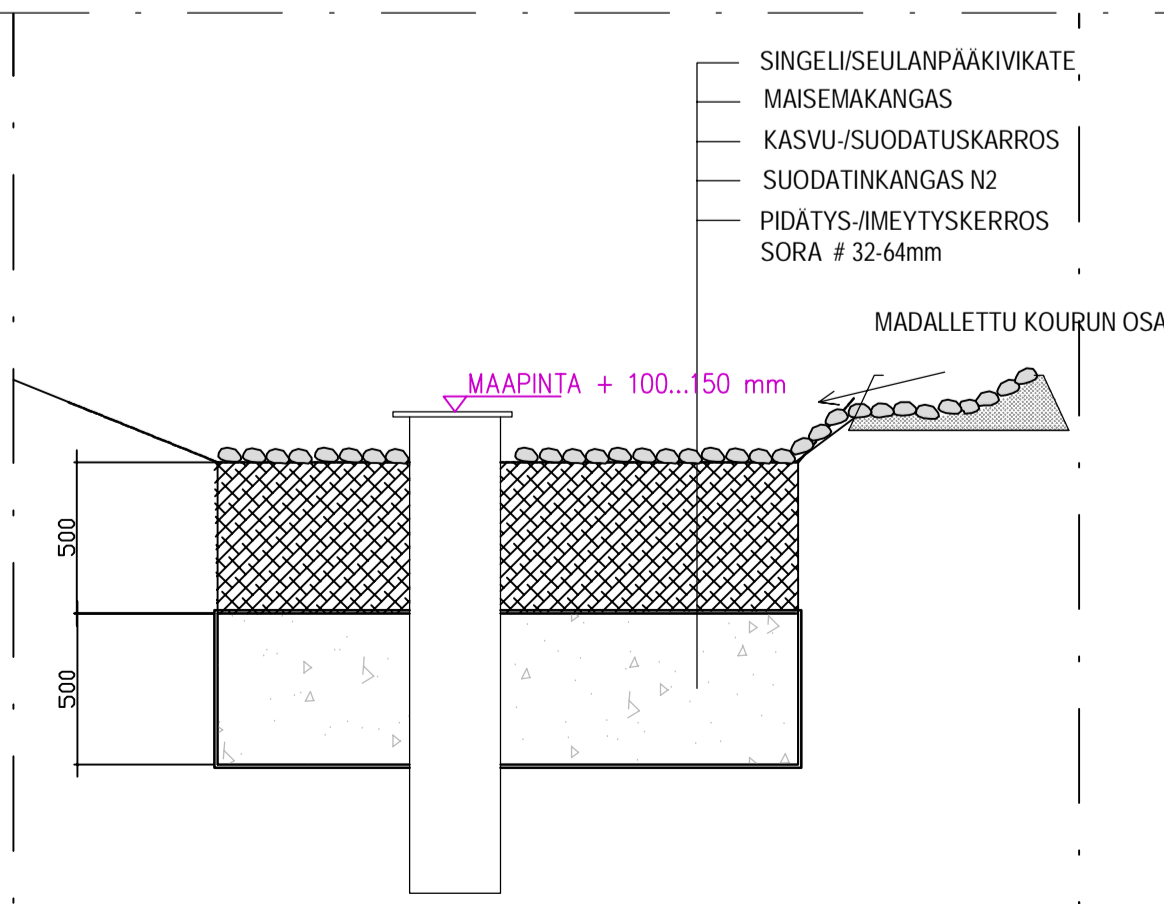 SINGELI/SEULANPÄÄKIVIKATE
MAISEMAKANGAS
KASVU-/SUODATUSKARROS
SUODATINKANGAS N2
PIDÄTYS-/IMEYTYSKERROS
SORA # 32-64mm
MADALLETTU KOURUN OSA
MAAPINTA + 100...150 mm
500
500